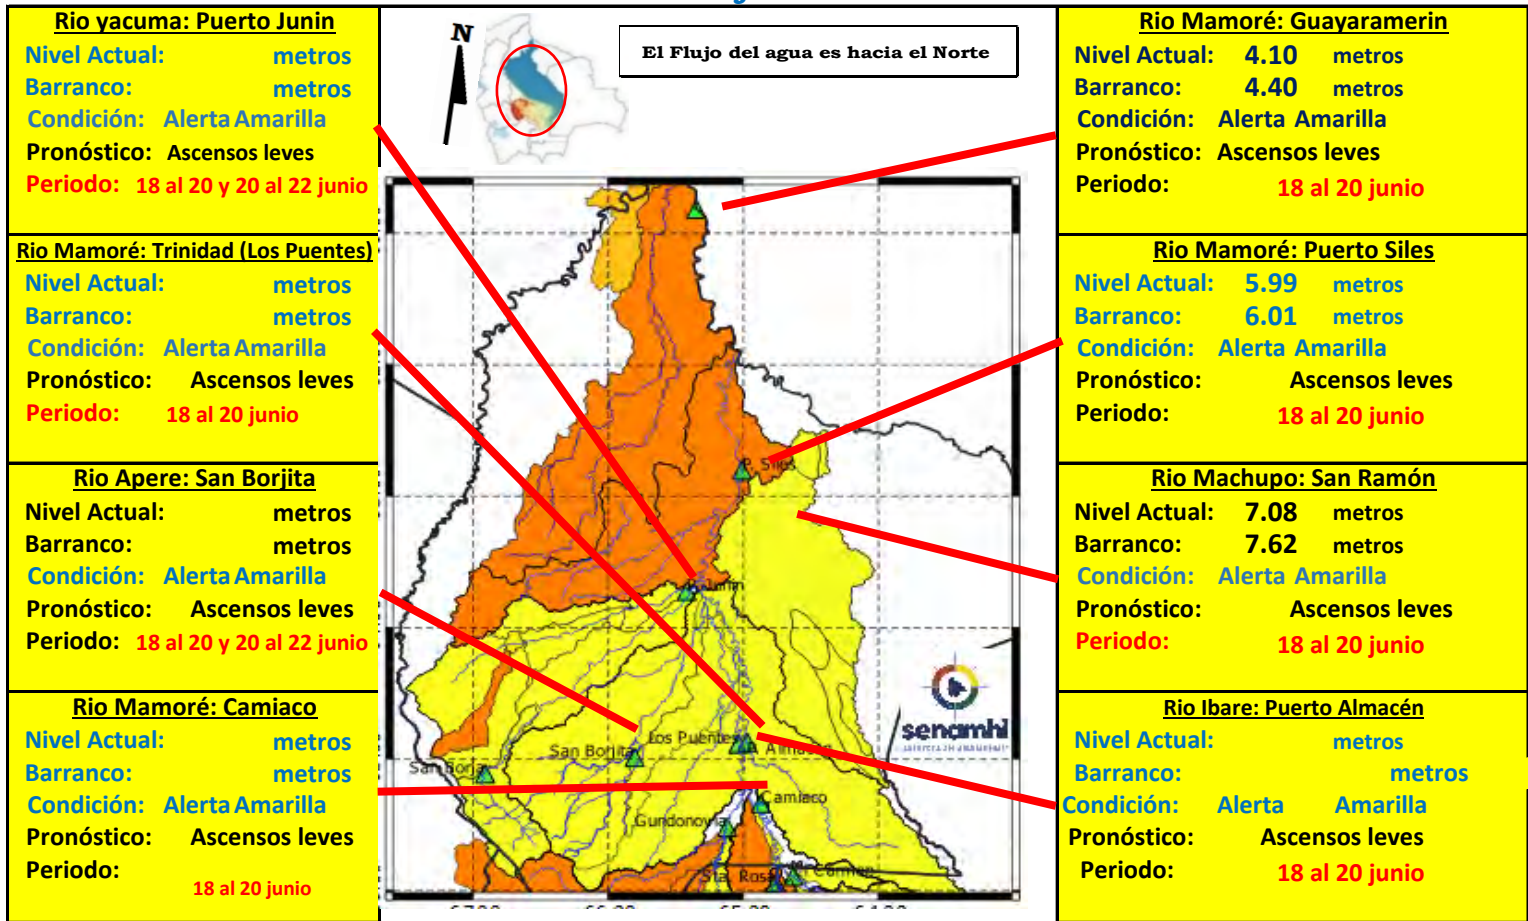 Rio yacuma: Puerto Junin
Nivel Actual: metros
Barranco: metros
Condición: Alerta Amarilla
Pronóstico: Ascensos leves
Periodo: 18 al 20 y 20 al 22 junio
Rio Mamoré: Trinidad (Los Puentes)
Nivel Actual: metros
Barranco: metros
Condición: Alerta Amarilla
Pronóstico: Ascensos leves
Periodo: 18 al 20 junio
Rio Apere: San Borjita
Nivel Actual: metros
Barranco: metros
Condición: Alerta Amarilla
Pronóstico: Ascensos leves
Periodo: 18 al 20 y 20 al 22 junio
Rio Mamoré: Camiaco
Nivel Actual: metros
Barranco: metros
Condición: Alerta Amarilla
Pronóstico: Ascensos leves
Periodo:
18 al 20 junio
N
El Flujo del agua es hacia el Norte
P. Siles
P. Junin
Los Puentes
P. Almacén
San Borjita
San Borja
Camiaco
Gundonovia
Sta. Rosa
senamhi
Rio Mamoré: Guayaramerin
Nivel Actual: 4.10 metros
Barranco: 4.40 metros
Condición: Alerta Amarilla
Pronóstico: Ascensos leves
Periodo: 18 al 20 junio
Rio Mamoré: Puerto Siles
Nivel Actual: 5.99 metros
Barranco: 6.01 metros
Condición: Alerta Amarilla
Pronóstico: Ascensos leves
Periodo: 18 al 20 junio
Rio Machupo: San Ramón
Nivel Actual: 7.08 metros
Barranco: 7.62 metros
Condición: Alerta Amarilla
Pronóstico: Ascensos leves
Periodo: 18 al 20 junio
Rio Ibare: Puerto Almacén
Nivel Actual: metros
Barranco: metros
Condición: Alerta Amarilla
Pronóstico: Ascensos leves
Periodo: 18 al 20 junio